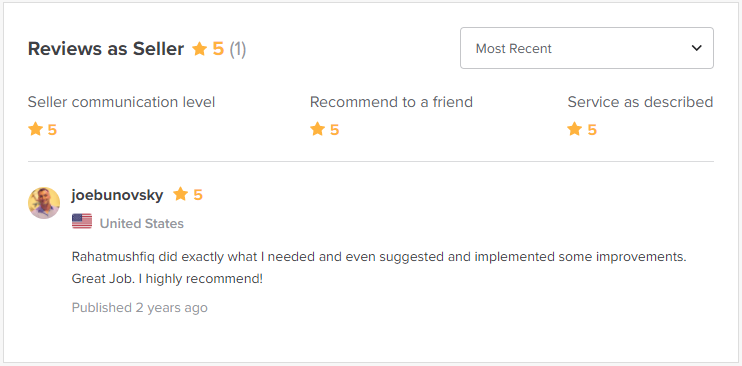 Reviews as Seller 5 (1)
Most Recent
Seller communication level
5
Recommend to a friend
5
Service as described
5
joebunovsky 5
United States
Rahatmushfiq did exactly what I needed and even suggested and implemented some improvements.
Great Job. I highly recommend!
Published 2 years ago